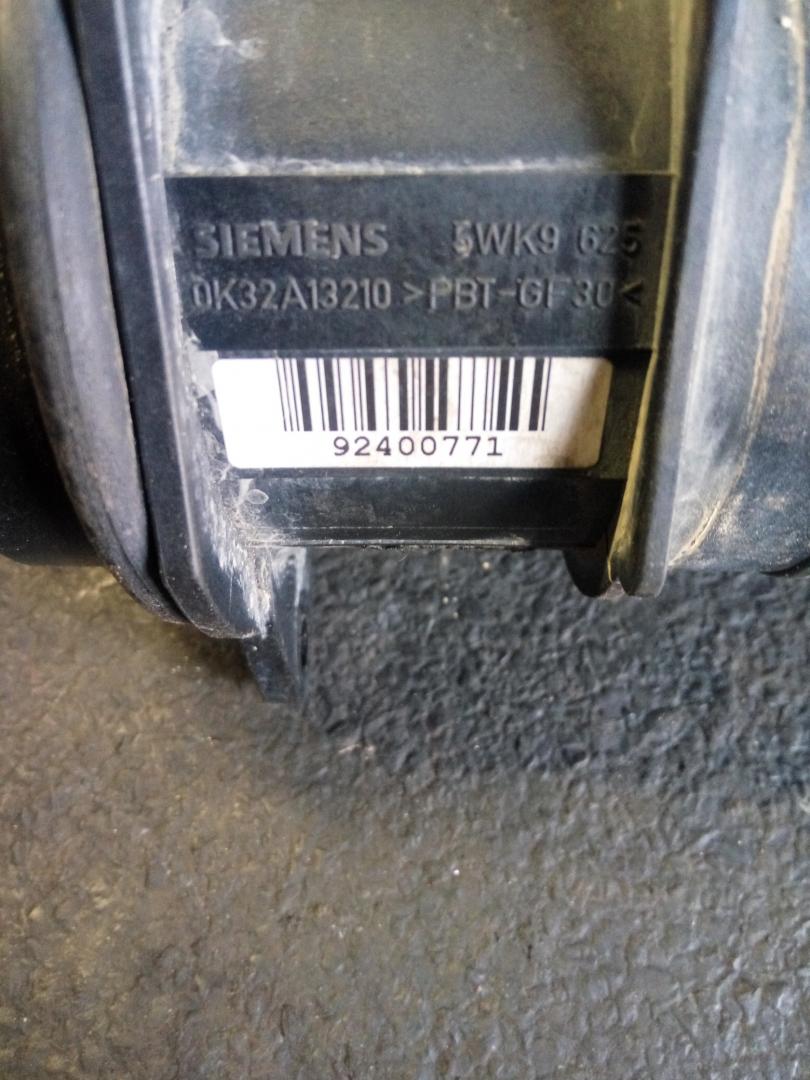 SIEMENS 5WK9 625
0K32A13210 >PBT-GF30<
92400771